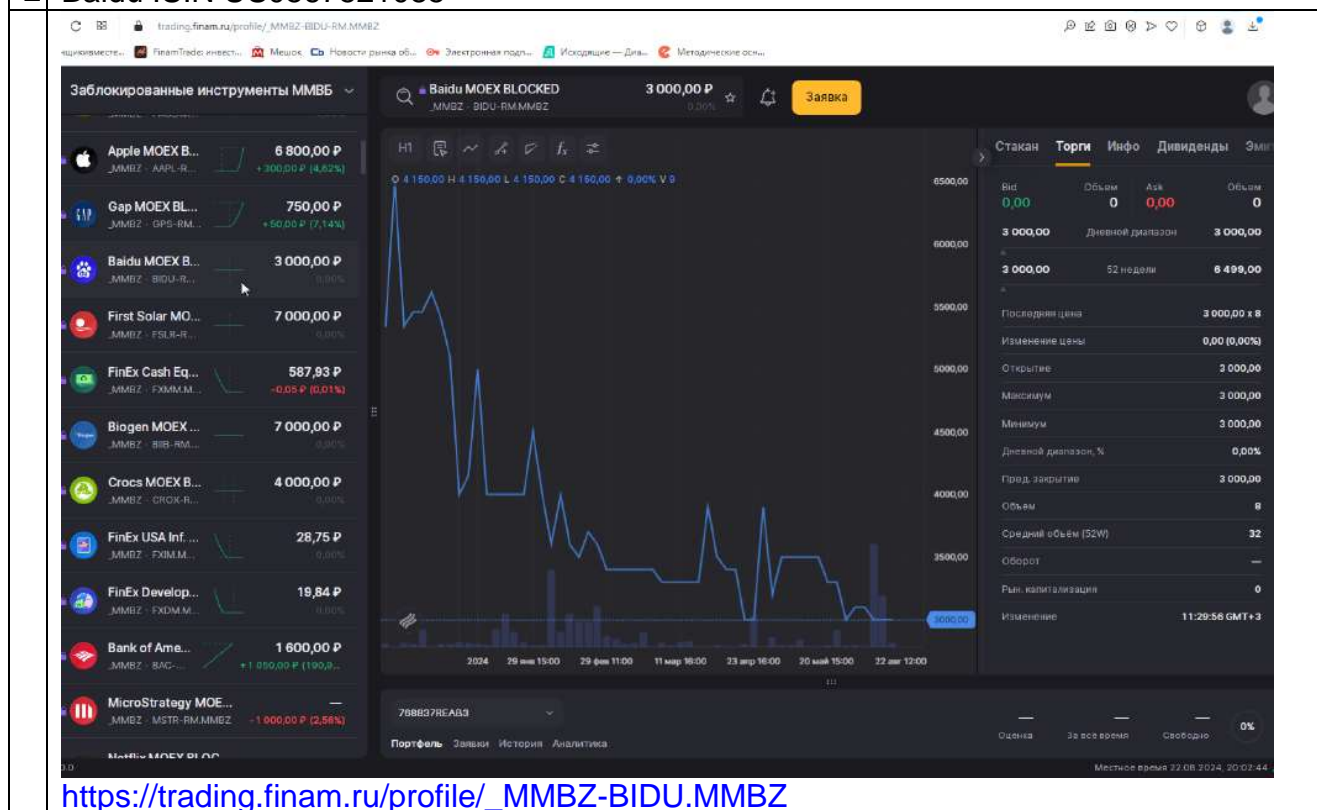 Baidu ISIN US0567521085
trading.finam.ru/profile/_MMBZ-BIDU-RM.MMBZ
FinamTrade: инвест... Мешок Новости рынка об... Электронная подп... Исходящие — Диа... Методические осн...
Заблокированные инструменты ММВБ
Baidu MOEX BLOCKED 3 000,00 ₽ Заявка
_MMBZ · BIDU-RM.MMBZ 0,00%
Apple MOEX B... 6 800,00 ₽
_MMBZ · AAPL-R... +300,00 ₽ (4,62%)
Gap MOEX BL... 750,00 ₽
_MMBZ · GPS-RM... +50,00 ₽ (7,14%)
Baidu MOEX B... 3 000,00 ₽
_MMBZ · BIDU-R... 0,00%
First Solar MO... 7 000,00 ₽
_MMBZ · FSLR-R... 0,00%
FinEx Cash Eq... 587,93 ₽
_MMBZ · FXMM.M... -0,05 ₽ (0,01%)
Biogen MOEX ... 7 000,00 ₽
_MMBZ · BIIB-RM... 0,00%
Crocs MOEX B... 4 000,00 ₽
_MMBZ · CROX-R... 0,00%
FinEx USA Inf. ... 28,75 ₽
_MMBZ · FXIM.M... 0,00%
FinEx Develop... 19,84 ₽
_MMBZ · FXDM.M... 0,00%
Bank of Ame... 1 600,00 ₽
_MMBZ · BAC-... +1 050,00 ₽ (190,9...
MicroStrategy MOE... —
_MMBZ · MSTR-RM.MMBZ -1 000,00 ₽ (2,56%)
Netflix MOEX BLOC
H1
O 4 150,00 H 4 150,00 L 4 150,00 C 4 150,00 0,00% V 9
6500,00
6000,00
5500,00
5000,00
4500,00
4000,00
3500,00
3000,00
2024 29 янв 15:00 29 фев 11:00 11 мар 16:00 23 апр 16:00 20 май 15:00 22 авг 12:00
Стакан Торги Инфо Дивиденды Эмит
Bid Объем Ask Объем
0,00 0 0,00 0
3 000,00 Дневной диапазон 3 000,00
3 000,00 52 недели 6 499,00
Последняя цена 3 000,00 x 8
Изменение цены 0,00 (0,00%)
Открытие 3 000,00
Максимум 3 000,00
Минимум 3 000,00
Дневной диапазон, % 0,00%
Пред. закрытие 3 000,00
Объем 8
Средний объём (52W) 32
Оборот —
Рын. капитализация 0
Изменение 11:29:56 GMT+3
Портфель Заявки История Аналитика
Оценка За все время Свободно 0%
Местное время 22.08.2024, 20:02:44
https://trading.finam.ru/profile/_MMBZ-BIDU.MMBZ